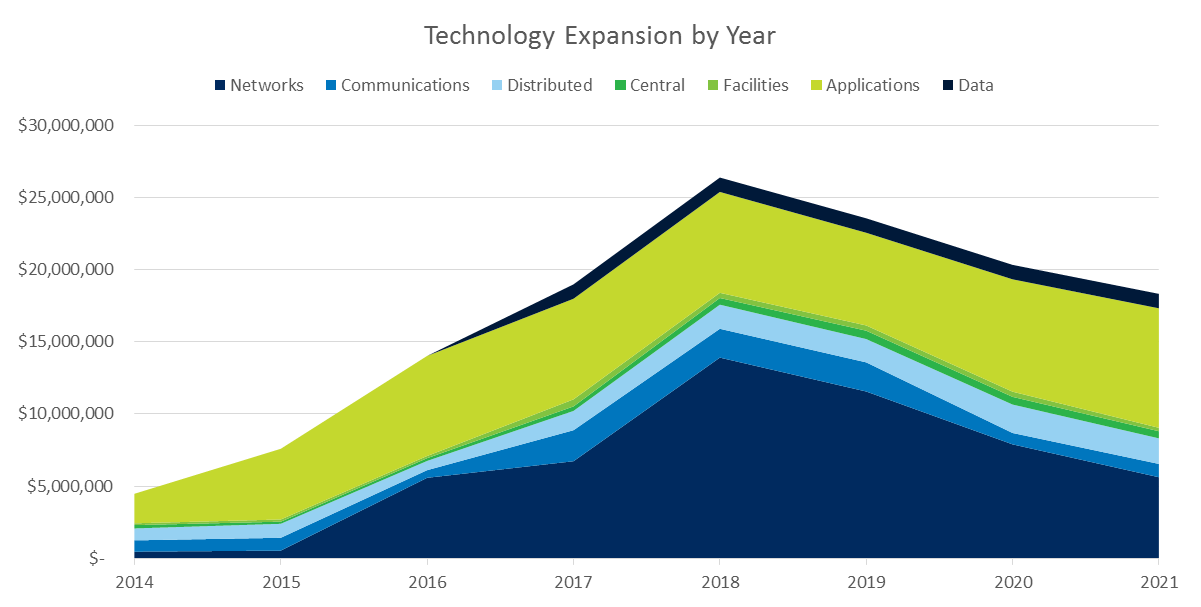 Technology Expansion by Year
Networks Communications Distributed Central Facilities Applications Data
$30,000,000
$25,000,000
$20,000,000
$15,000,000
$10,000,000
$5,000,000
$-
2014 2015 2016 2017 2018 2019 2020 2021